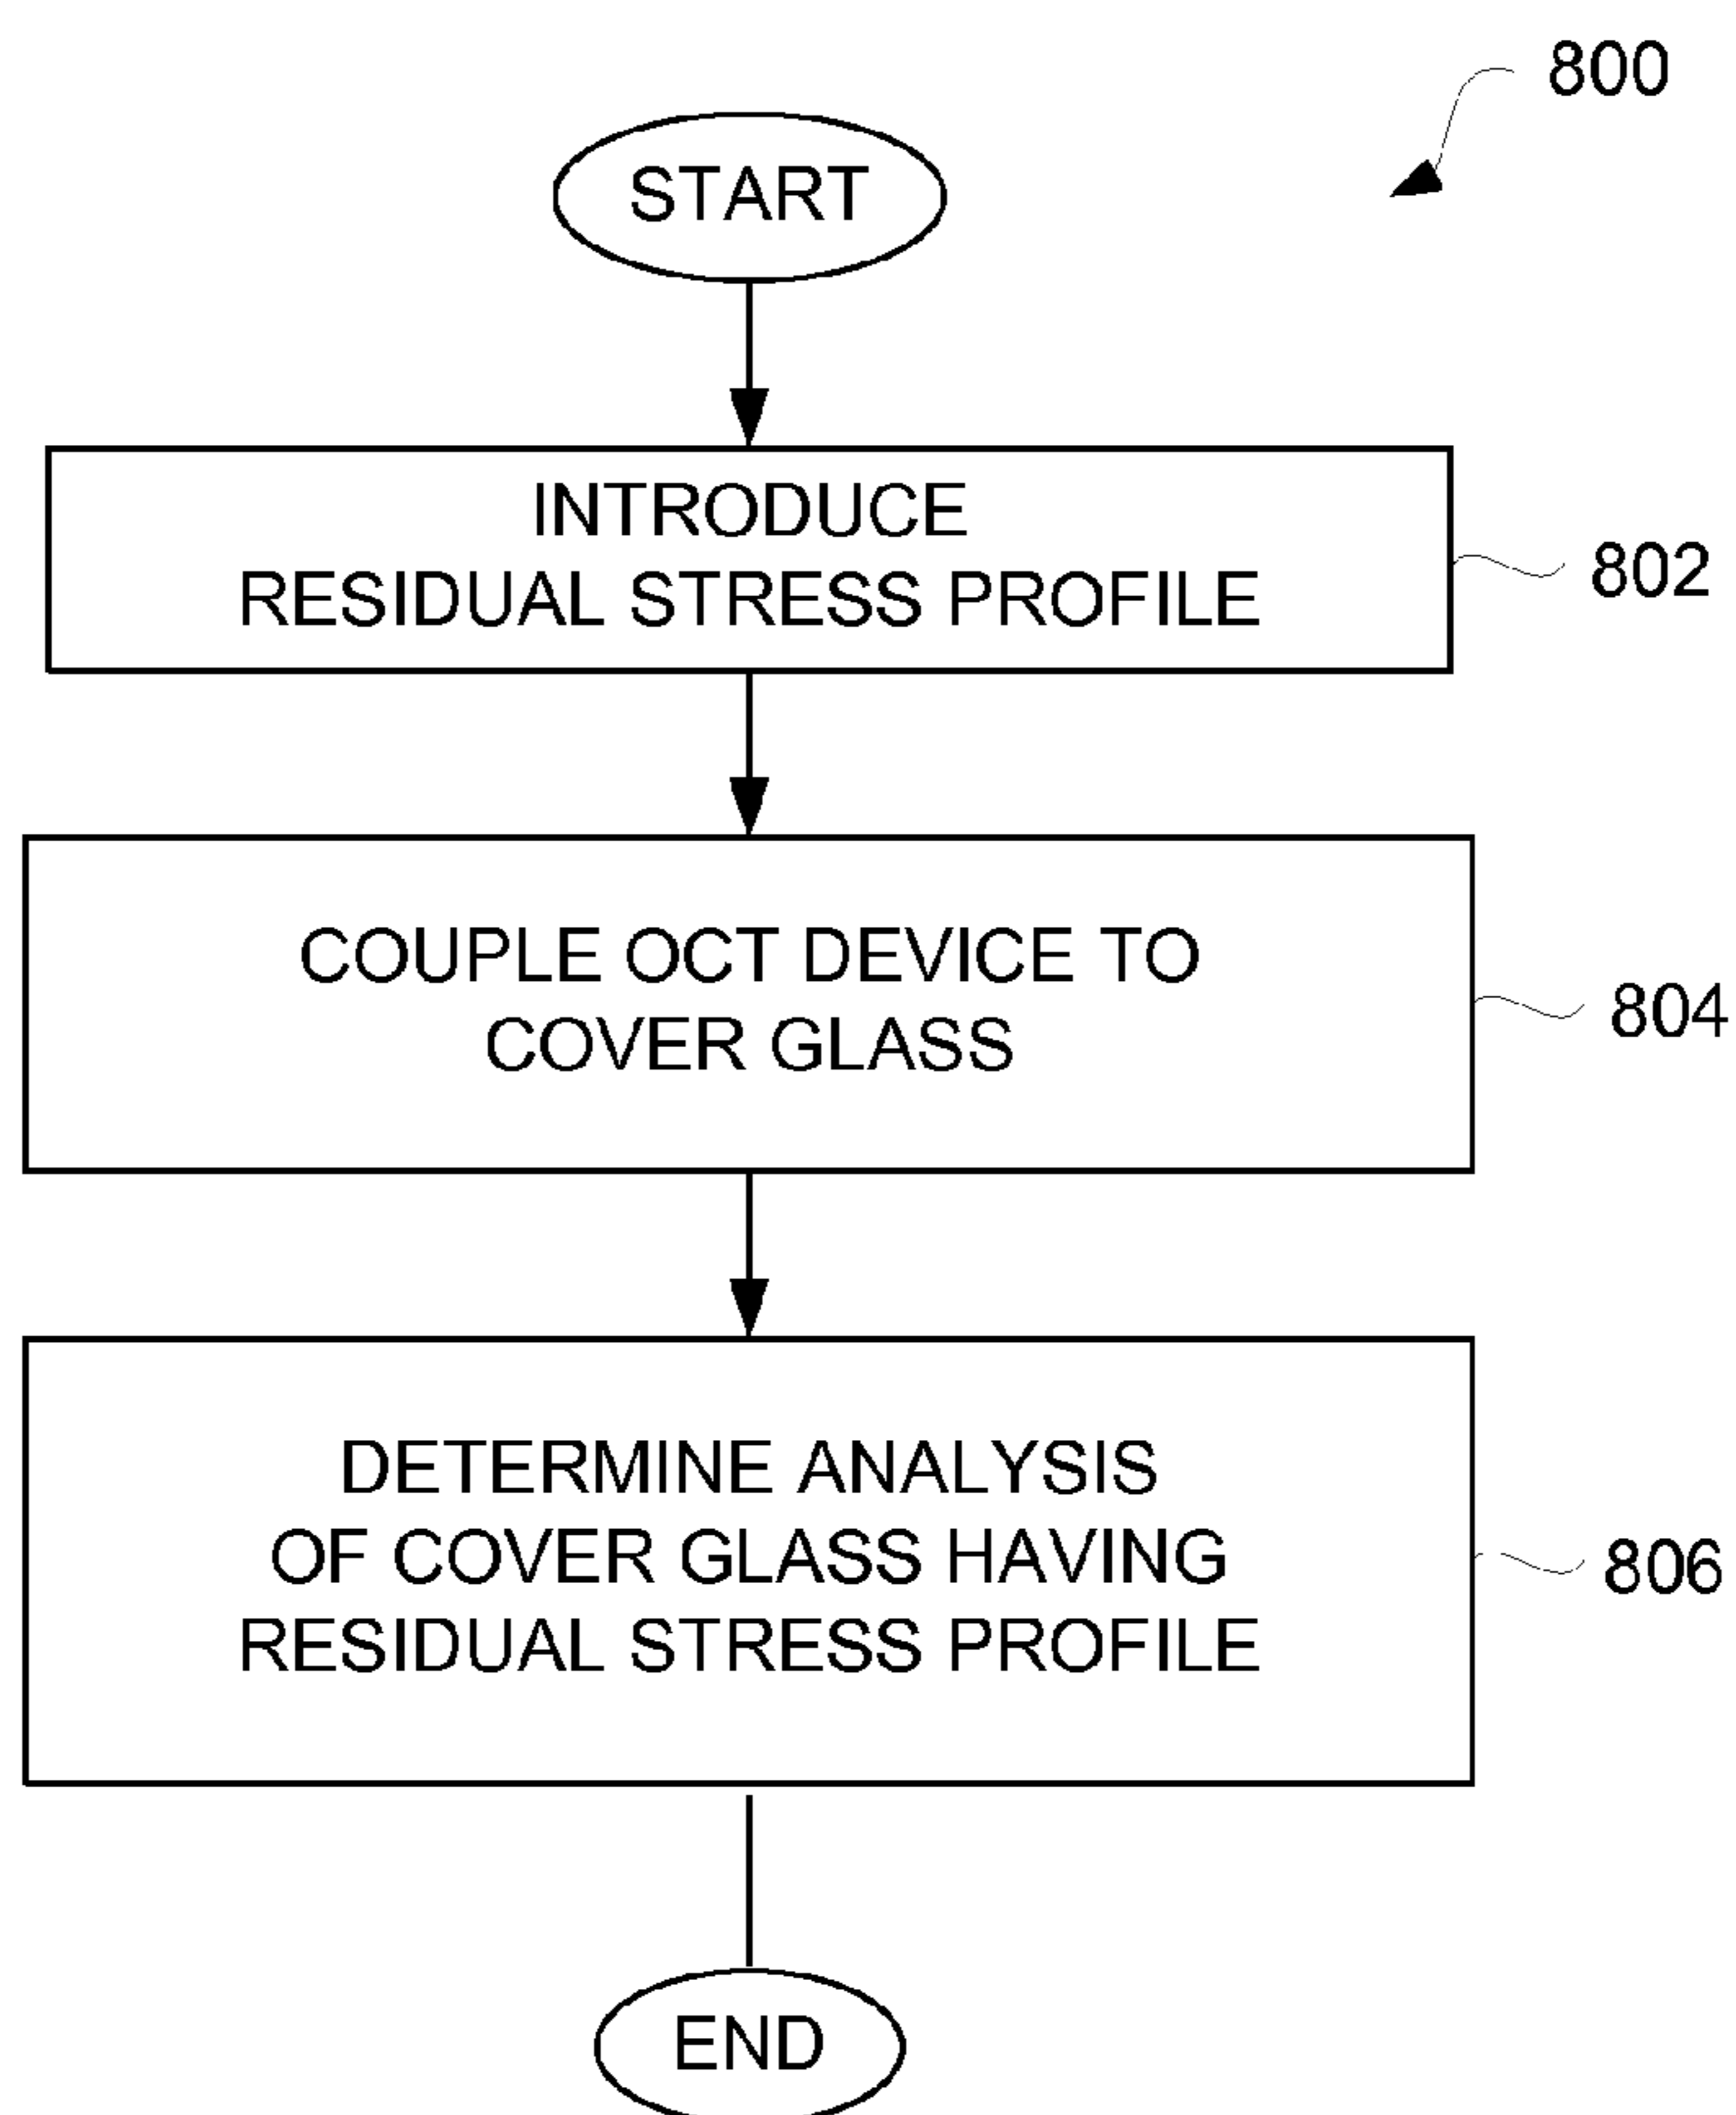 800
START
INTRODUCE
RESIDUAL STRESS PROFILE
802
COUPLE OCT DEVICE TO
COVER GLASS
804
DETERMINE ANALYSIS
OF COVER GLASS HAVING
RESIDUAL STRESS PROFILE
806
END